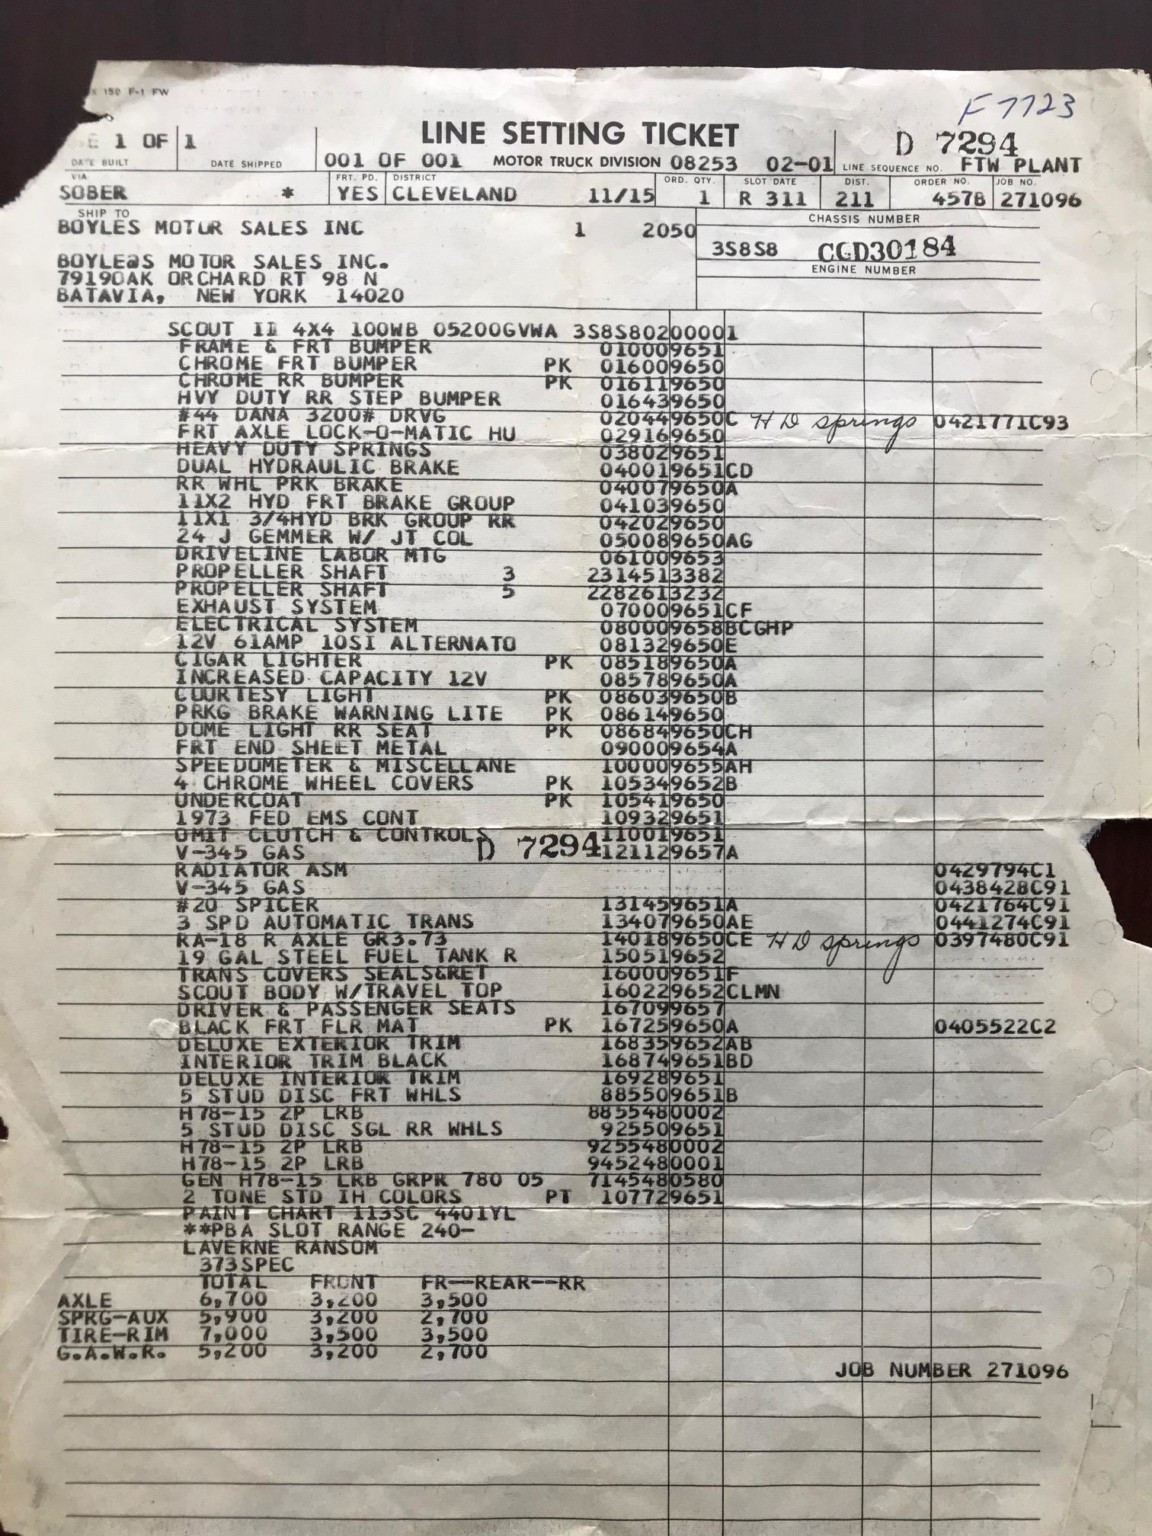 150 F-1 FW
F 7723
1 OF 1
LINE SETTING TICKET
D 7294
DATE BUILT DATE SHIPPED 001 OF 001 MOTOR TRUCK DIVISION 08253 02-01 LINE SEQUENCE NO. FTW PLANT
VIA FRT. PD. DISTRICT ORD. QTY. SLOT DATE DIST. ORDER NO. JOB NO.
SOBER * YES CLEVELAND 11/15 1 R 311 211 4578 271096
SHIP TO CHASSIS NUMBER
BOYLES MOTUR SALES INC 1 2050
3S8S8 CGD30184
ENGINE NUMBER
BOYLEƏS MOTOR SALES INC.
7919OAK ORCHARD RT 98 N
BATAVIA, NEW YORK 14020
SCOUT II 4X4 100WB 05200GVWA 3S8S80200001
FRAME & FRT BUMPER 010009651
CHROME FRT BUMPER PK 016009650
CHROME RR BUMPER PK 016119650
HVY DUTY RR STEP BUMPER 016439650
#44 DANA 3200# DRVG 020449650C H D springs 0421771C93
FRT AXLE LOCK-O-MATIC HU 029169650
HEAVY DUTY SPRINGS 038029651
DUAL HYDRAULIC BRAKE 040019651CD
RR WHL PRK BRAKE 040079650A
11X2 HYD FRT BRAKE GROUP 041039650
11X1 3/4HYD BRK GROUP RR 042029650
24 J GEMMER W/ JT COL 050089650AG
DRIVELINE LABOR MTG 061009653
PROPELLER SHAFT 3 2314513382
PROPELLER SHAFT 5 2282613232
EXHAUST SYSTEM 070009651CF
ELECTRICAL SYSTEM 080009658BCGHP
12V 61AMP 10SI ALTERNATO 081329650E
CIGAR LIGHTER PK 085189650A
INCREASED CAPACITY 12V 085789650A
COURTESY LIGHT PK 086039650B
PRKG BRAKE WARNING LITE PK 086149650
DOME LIGHT RR SEAT PK 086849650CH
FRT END SHEET METAL 090009654A
SPEEDOMETER & MISCELLANE 100009655AH
4 CHROME WHEEL COVERS PK 105349652B
UNDERCOAT PK 105419650
1973 FED EMS CONT 109329651
OMIT CLUTCH & CONTROLS 110019651
V-345 GAS D 7294 121129657A
RADIATOR ASM 0429794C1
V-345 GAS 0438428C91
#20 SPICER 131459651A 0421764C91
3 SPD AUTOMATIC TRANS 134079650AE 0441274C91
RA-18 R AXLE GR3.73 140189650CE H D springs 0397480C91
19 GAL STEEL FUEL TANK R 150519652
TRANS COVERS SEALS&RET 160009651F
SCOUT BODY W/TRAVEL TOP 160229652CLMN
DRIVER & PASSENGER SEATS 167099657
BLACK FRT FLR MAT PK 167259650A 0405522C2
DELUXE EXTERIOR TRIM 168359652AB
INTERIOR TRIM BLACK 168749651BD
DELUXE INTERIOR TRIM 169289651
5 STUD DISC FRT WHLS 885509651B
H78-15 2P LRB 8855480002
5 STUD DISC SGL RR WHLS 925509651
H78-15 2P LRB 9255480002
H78-15 2P LRB 9452480001
GEN H78-15 LRB GRPR 780 05 7145480580
2 TONE STD IH COLORS PT 107729651
PAINT CHART 113SC 4401YL
**PBA SLOT RANGE 240-
LAVERNE RANSOM
373SPEC
TOTAL FRONT FR--REAR--RR
AXLE 6,700 3,200 3,500
SPRG-AUX 5,900 3,200 2,700
TIRE-RIM 7,000 3,500 3,500
G.A.W.R. 5,200 3,200 2,700
JOB NUMBER 271096